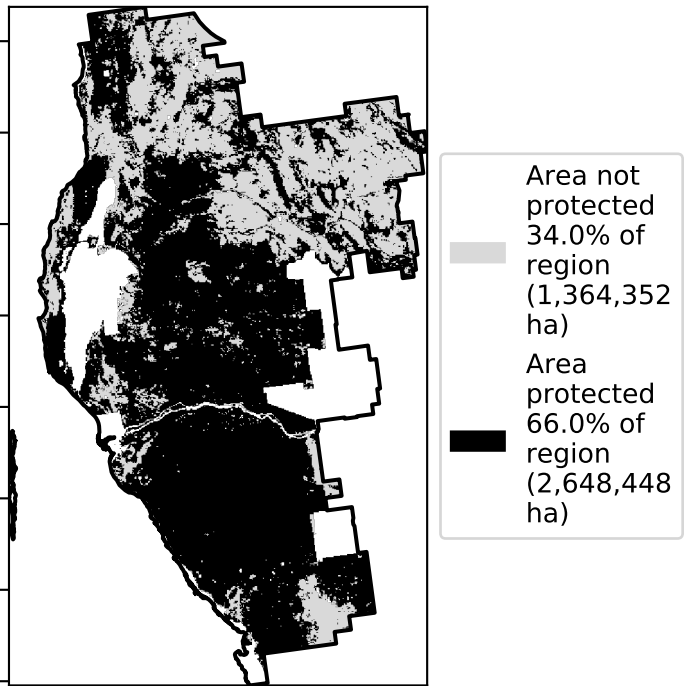 Area not
protected
34.0% of
region
(1,364,352
ha)
Area
protected
66.0% of
region
(2,648,448
ha)